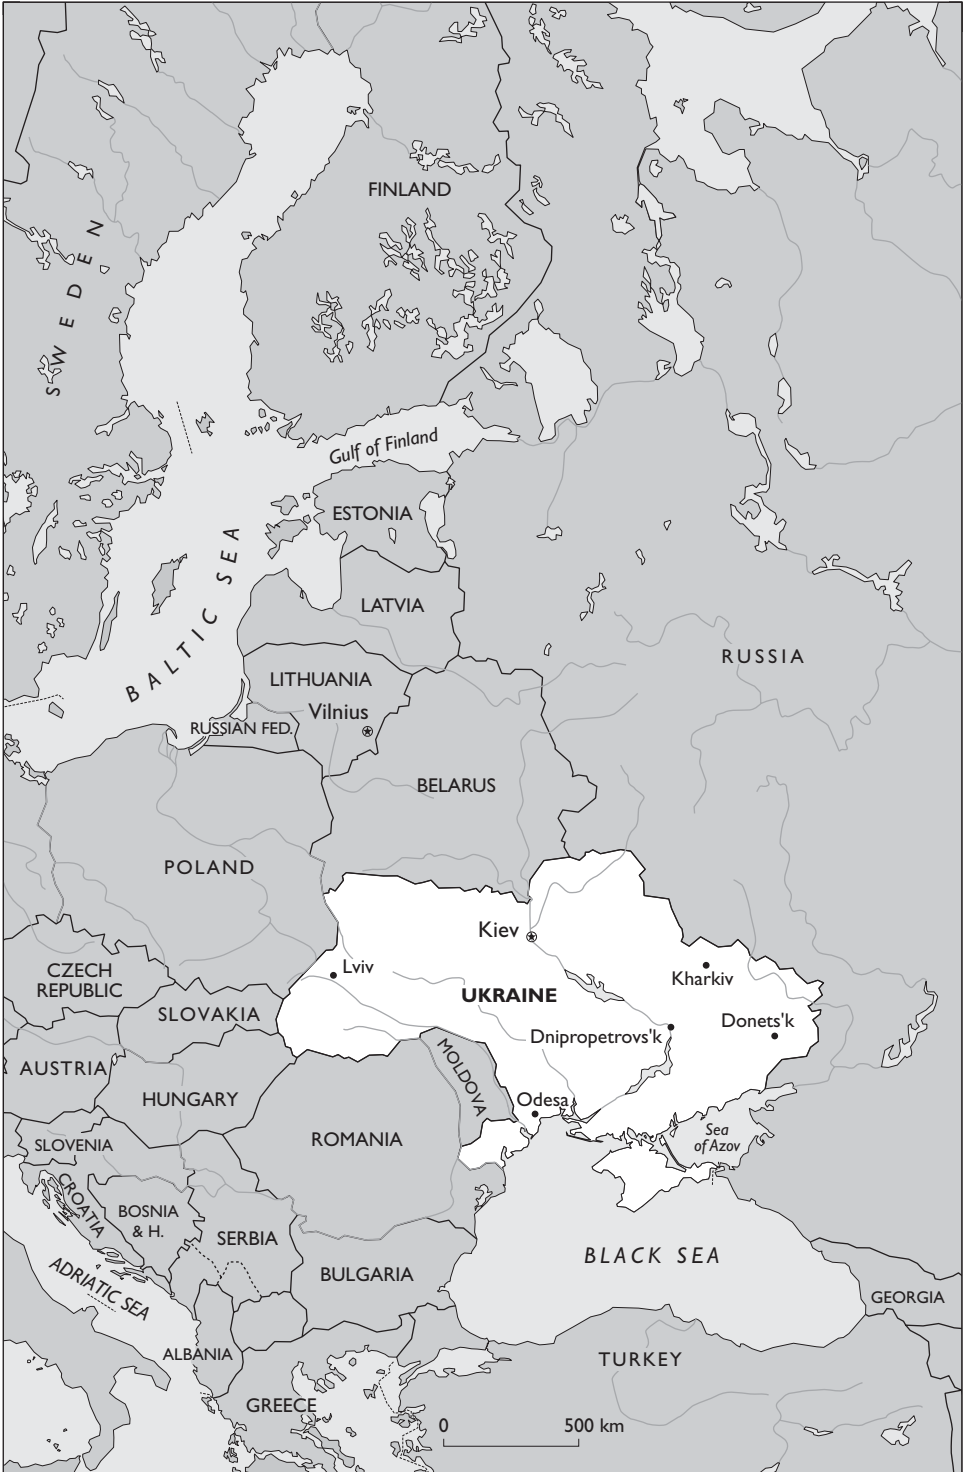 FINLAND
SWEDEN
Gulf of Finland
ESTONIA
BALTIC SEA
LATVIA
RUSSIA
LITHUANIA
Vilnius
RUSSIAN FED.
BELARUS
POLAND
Kiev
Lviv
CZECH
REPUBLIC
Kharkiv
UKRAINE
SLOVAKIA
Donets'k
Dnipropetrovs'k
AUSTRIA
MOLDOVA
HUNGARY
Odesa
ROMANIA
Sea
of Azov
SLOVENIA
CROATIA
BOSNIA
& H.
SERBIA
BLACK SEA
BULGARIA
ADRIATIC SEA
GEORGIA
ALBANIA
TURKEY
GREECE
0 500 km